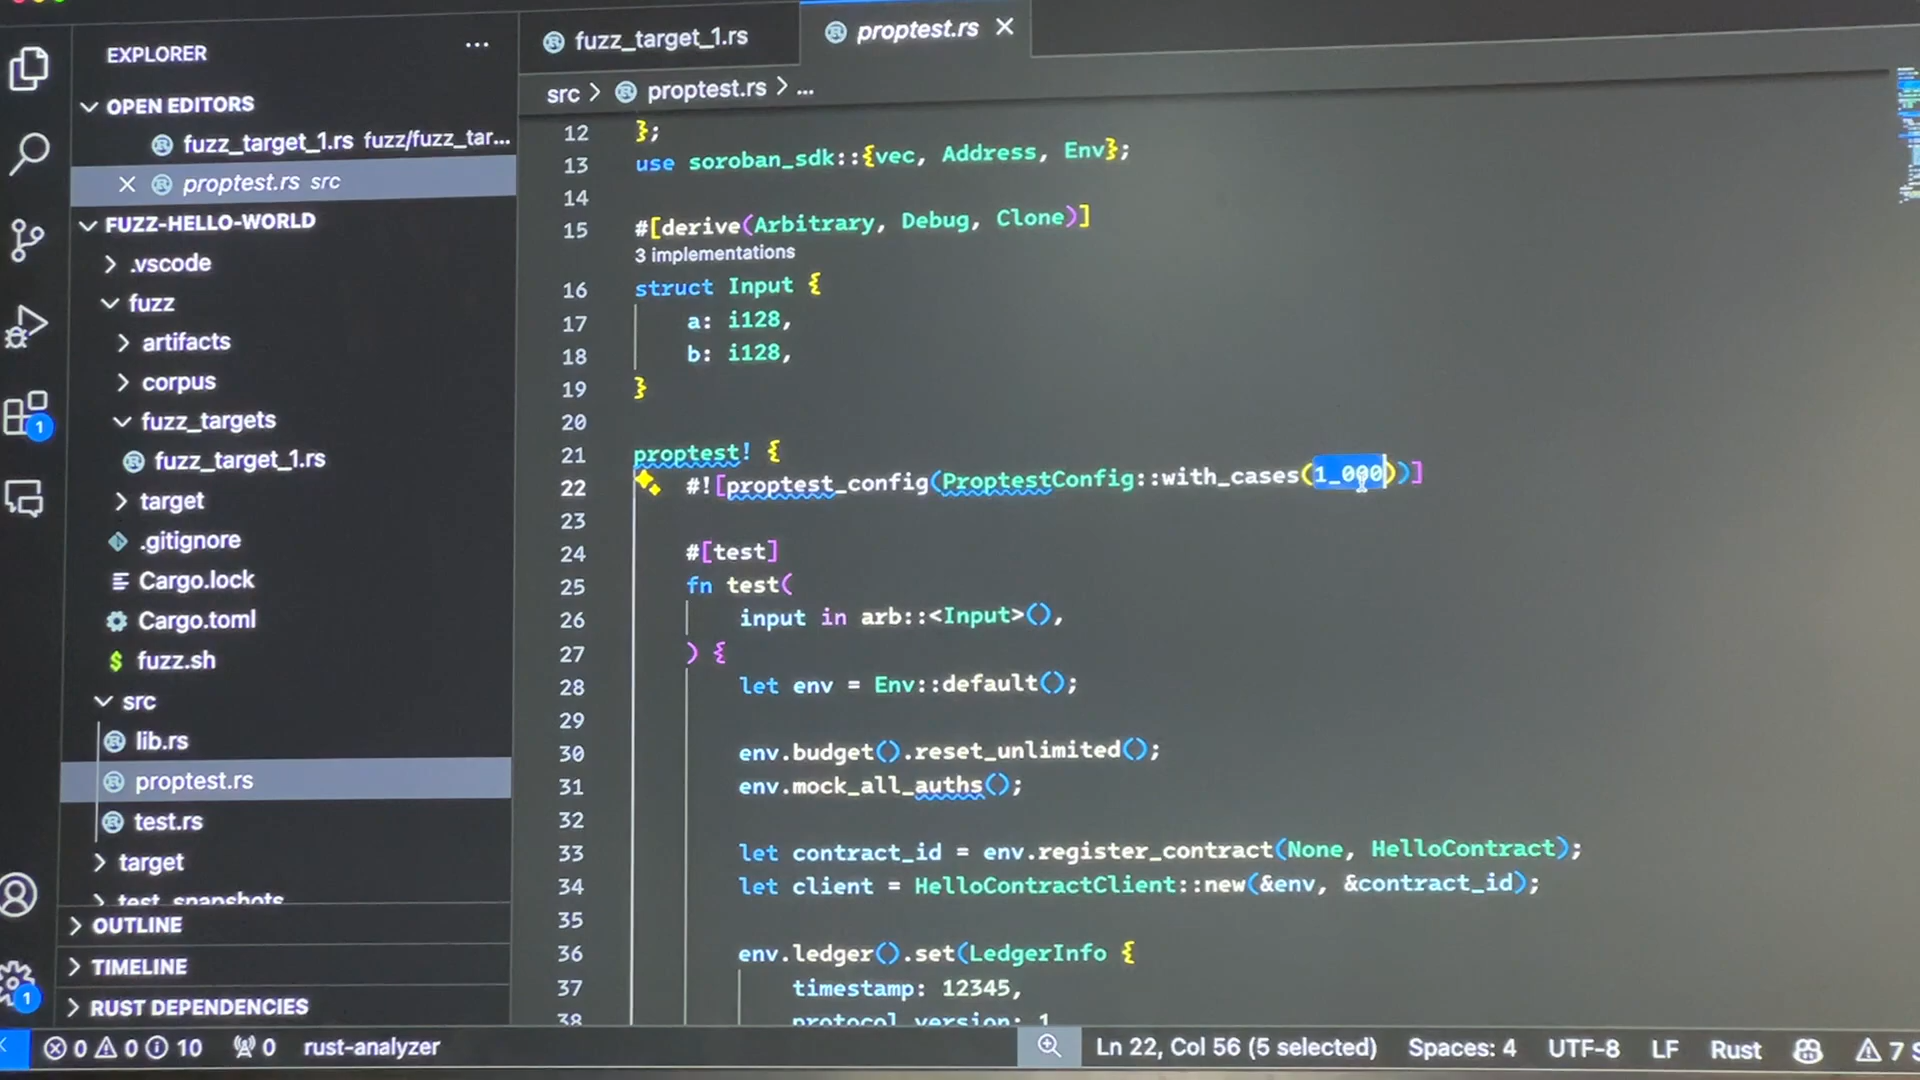 EXPLORER
OPEN EDITORS
fuzz_target_1.rs fuzz/fuzz_tar...
proptest.rs src
FUZZ-HELLO-WORLD
.vscode
fuzz
artifacts
corpus
fuzz_targets
fuzz_target_1.rs
target
.gitignore
Cargo.lock
Cargo.toml
fuzz.sh
src
lib.rs
proptest.rs
test.rs
target
test_snapshots
OUTLINE
TIMELINE
RUST DEPENDENCIES
1
1
fuzz_target_1.rs
proptest.rs
src > proptest.rs > ...
12 };
13 use soroban_sdk::{vec, Address, Env};
14
15 #[derive(Arbitrary, Debug, Clone)]
3 implementations
16 struct Input {
17 a: i128,
18 b: i128,
19 }
20
21 proptest! {
22 #![proptest_config(ProptestConfig::with_cases(1_000))]
23
24 #[test]
25 fn test(
26 input in arb::<Input>(),
27 ) {
28 let env = Env::default();
29
30 env.budget().reset_unlimited();
31 env.mock_all_auths();
32
33 let contract_id = env.register_contract(None, HelloContract);
34 let client = HelloContractClient::new(&env, &contract_id);
35
36 env.ledger().set(LedgerInfo {
37 timestamp: 12345,
38 protocol_version: 1
0 0 10 0 rust-analyzer
Ln 22, Col 56 (5 selected) Spaces: 4 UTF-8 LF Rust 7